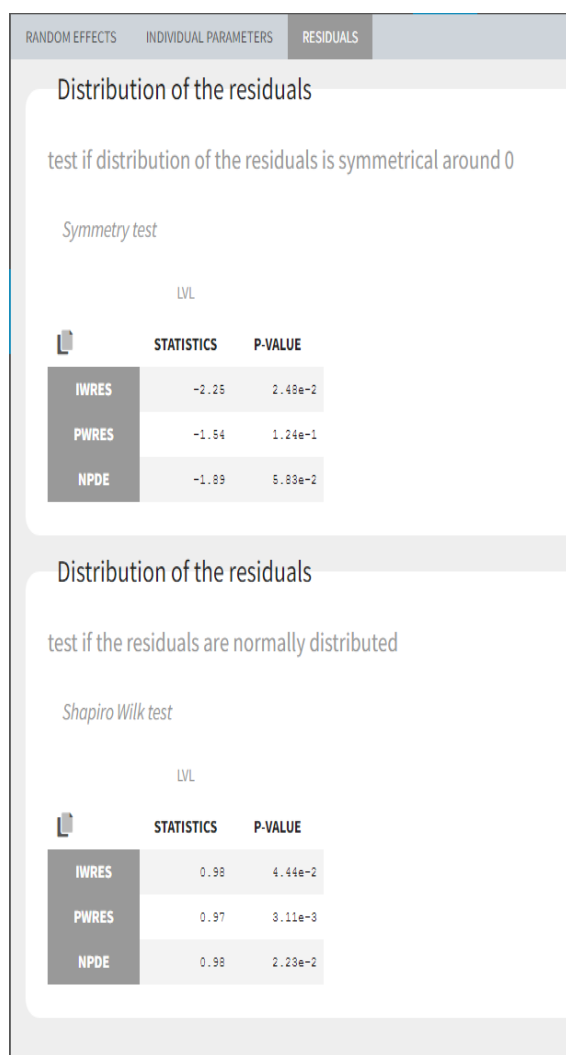 RANDOM EFFECTS INDIVIDUAL PARAMETERS RESIDUALS
Distribution of the residuals
test if distribution of the residuals is symmetrical around 0
Symmetry test
LVL
STATISTICS P-VALUE
IWRES -2.25 2.48e-2
PWRES -1.54 1.24e-1
NPDE -1.89 5.83e-2
Distribution of the residuals
test if the residuals are normally distributed
Shapiro Wilk test
LVL
STATISTICS P-VALUE
IWRES 0.98 4.44e-2
PWRES 0.97 3.11e-3
NPDE 0.98 2.23e-2